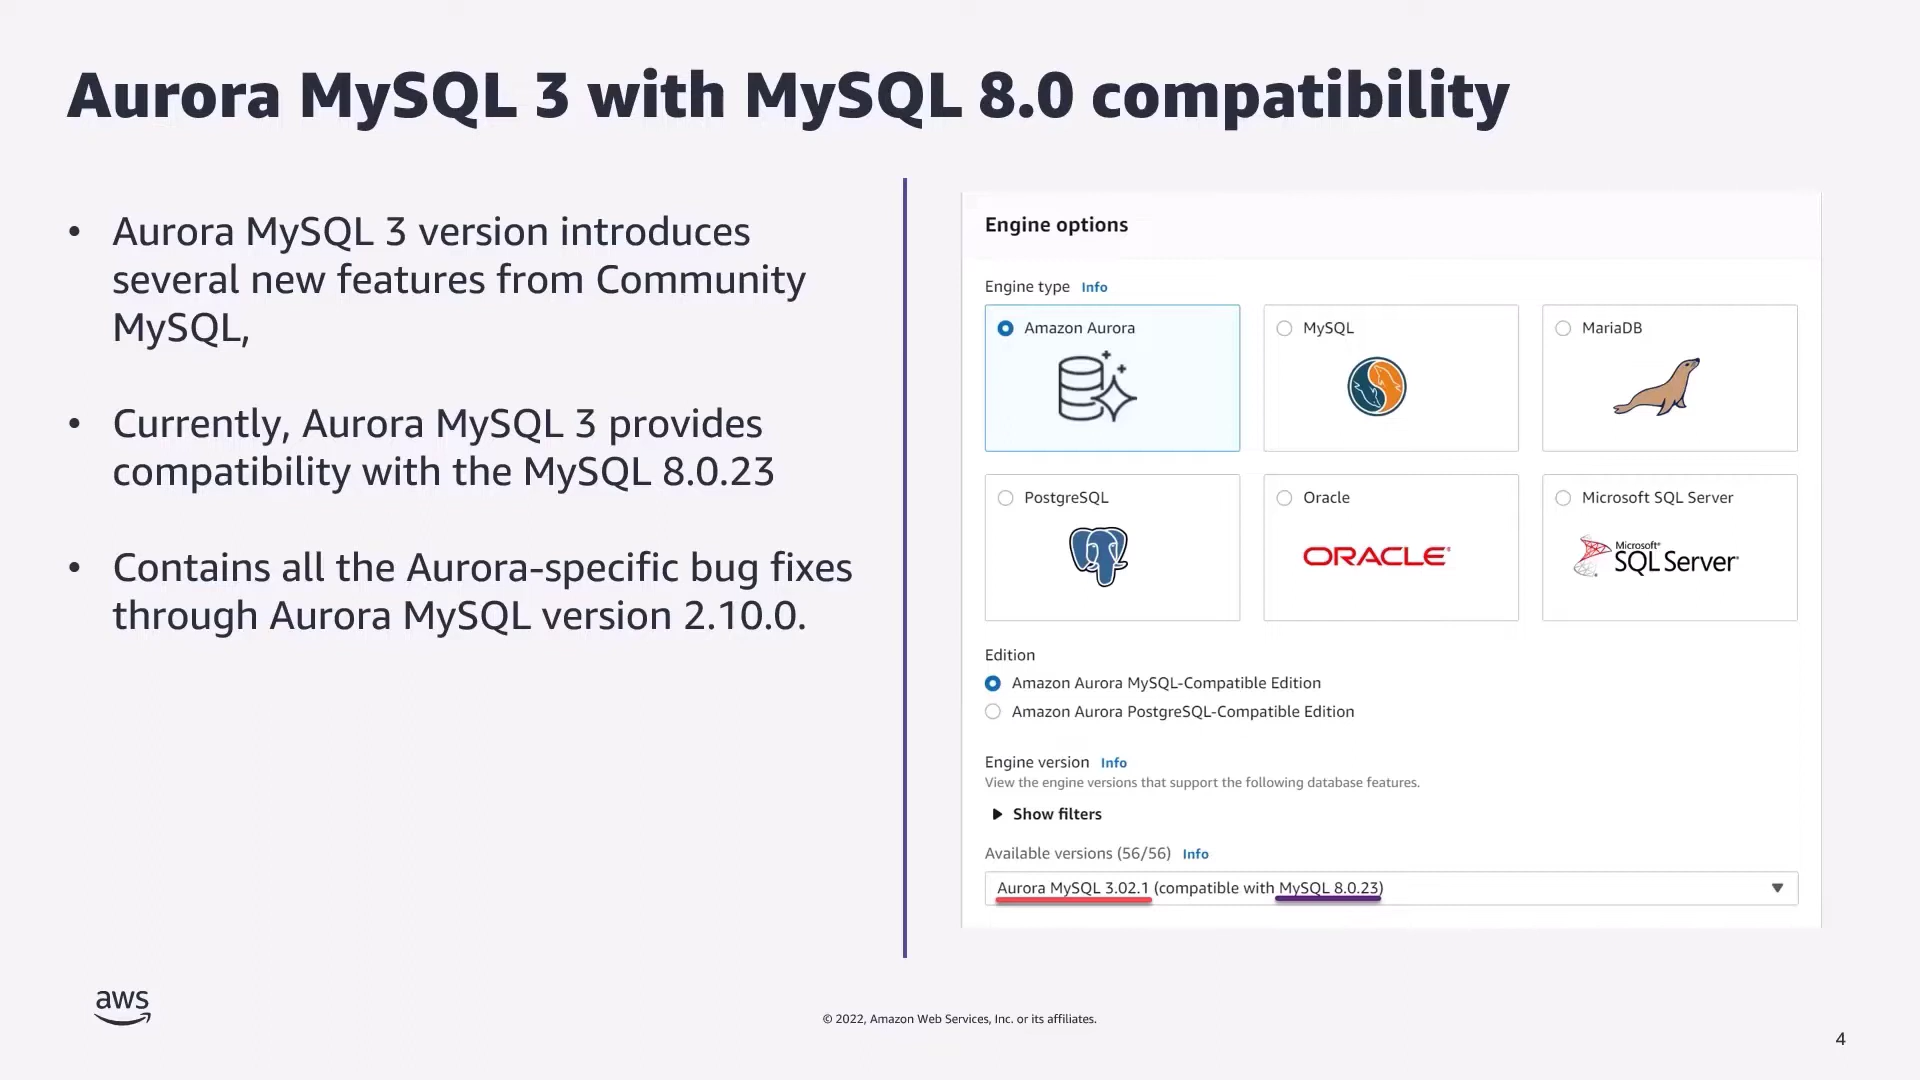 Aurora MySQL 3 with MySQL 8.0 compatibility
• Aurora MySQL 3 version introduces
several new features from Community
MySQL,
• Currently, Aurora MySQL 3 provides
compatibility with the MySQL 8.0.23
• Contains all the Aurora-specific bug fixes
through Aurora MySQL version 2.10.0.
Engine options
Engine type Info
Amazon Aurora
MySQL
MariaDB
PostgreSQL
Oracle
ORACLE®
Microsoft SQL Server
Microsoft®
SQL Server®
Edition
Amazon Aurora MySQL-Compatible Edition
Amazon Aurora PostgreSQL-Compatible Edition
Engine version Info
View the engine versions that support the following database features.
Show filters
Available versions (56/56) Info
Aurora MySQL 3.02.1 (compatible with MySQL 8.0.23)
aws
© 2022, Amazon Web Services, Inc. or its affiliates.
4